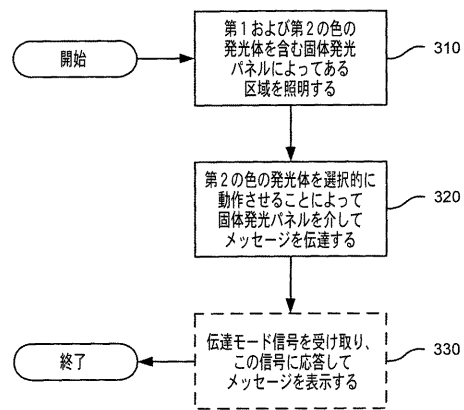 開始
第1および第2の色の
発光体を含む固体発光
パネルによってある
区域を照明する
310
第2の色の発光体を選択的に
動作させることによって
固体発光パネルを介して
メッセージを伝達する
320
伝達モード信号を受け取り、
この信号に応答して
メッセージを表示する
330
終了